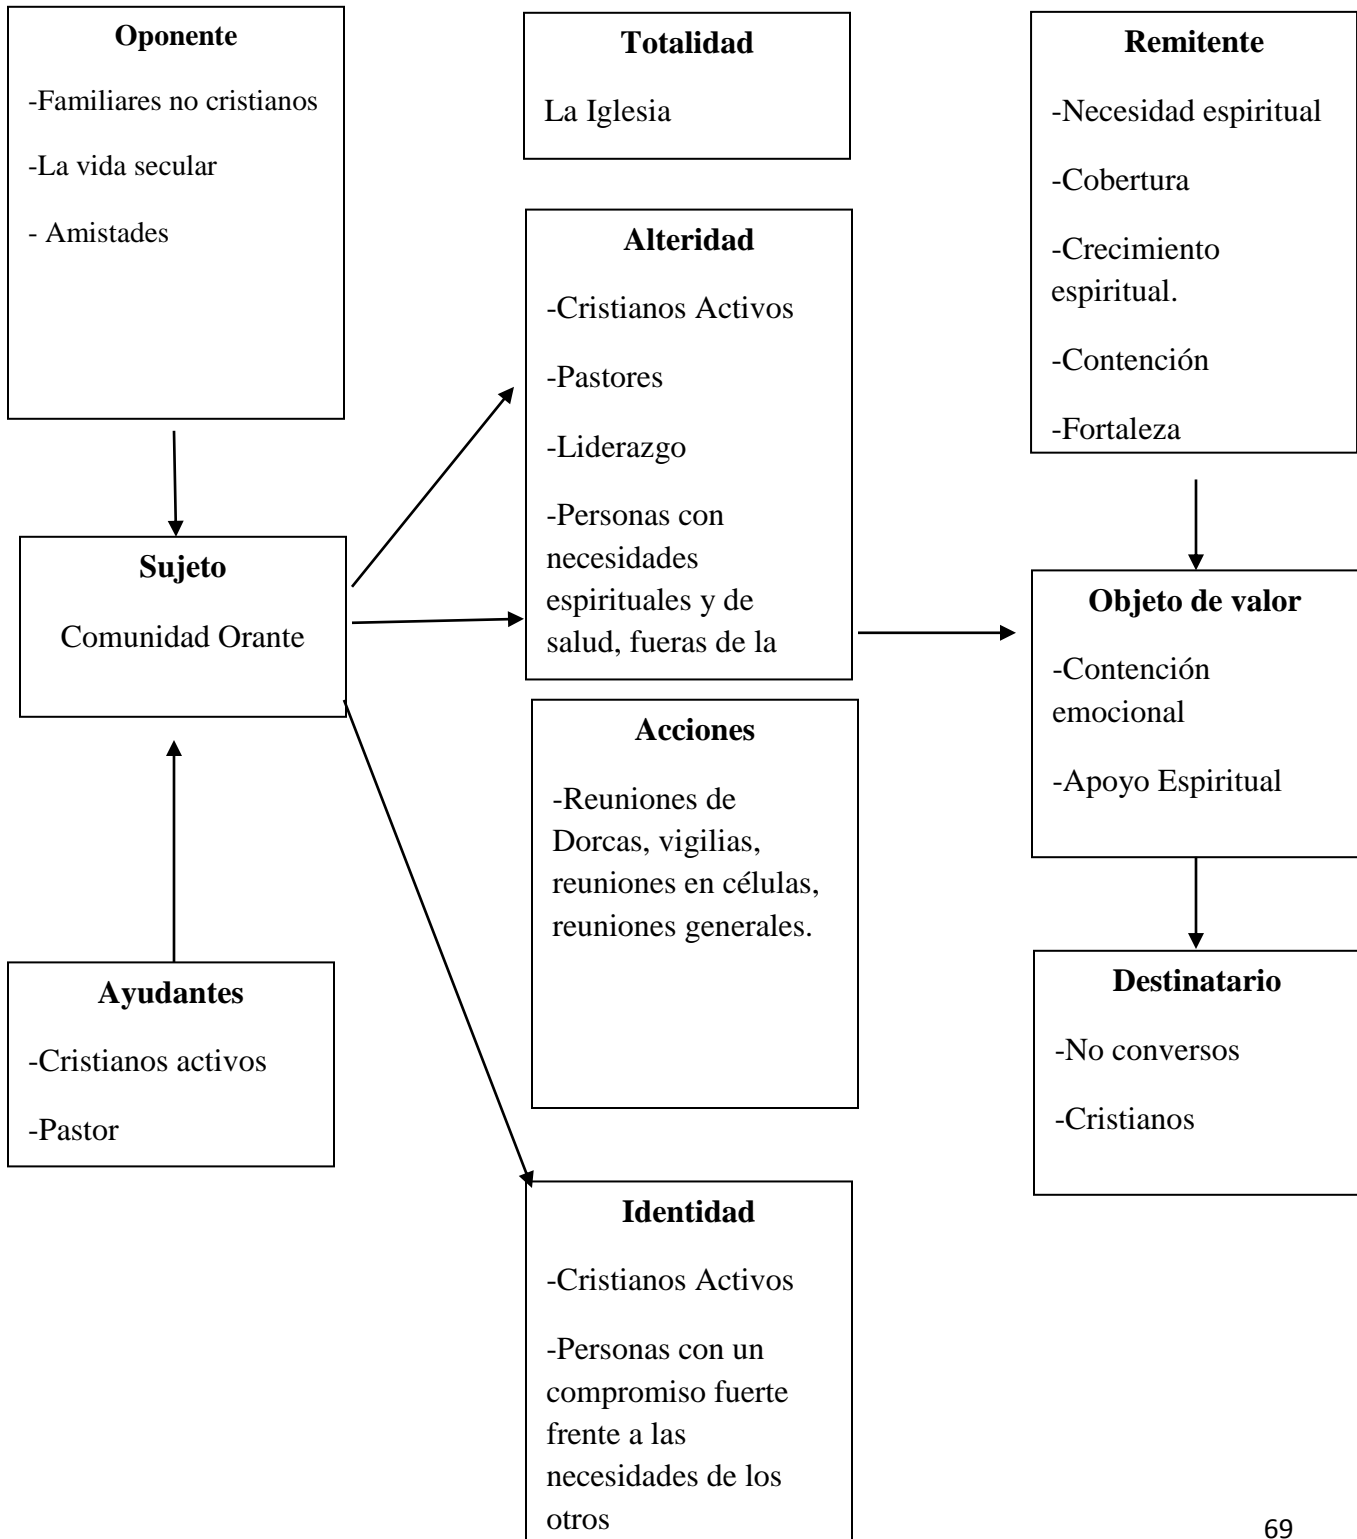 Oponente
-Familiares no cristianos
-La vida secular
- Amistades
Totalidad
La Iglesia
Remitente
-Necesidad espiritual
-Cobertura
-Crecimiento
espiritual.
-Contención
-Fortaleza
Alteridad
-Cristianos Activos
-Pastores
-Liderazgo
-Personas con
necesidades
espirituales y de
salud, fueras de la
Sujeto
Comunidad Orante
Objeto de valor
-Contención
emocional
-Apoyo Espiritual
Acciones
-Reuniones de
Dorcas, vigilias,
reuniones en células,
reuniones generales.
Ayudantes
-Cristianos activos
-Pastor
Destinatario
-No conversos
-Cristianos
Identidad
-Cristianos Activos
-Personas con un
compromiso fuerte
frente a las
necesidades de los
otros
69